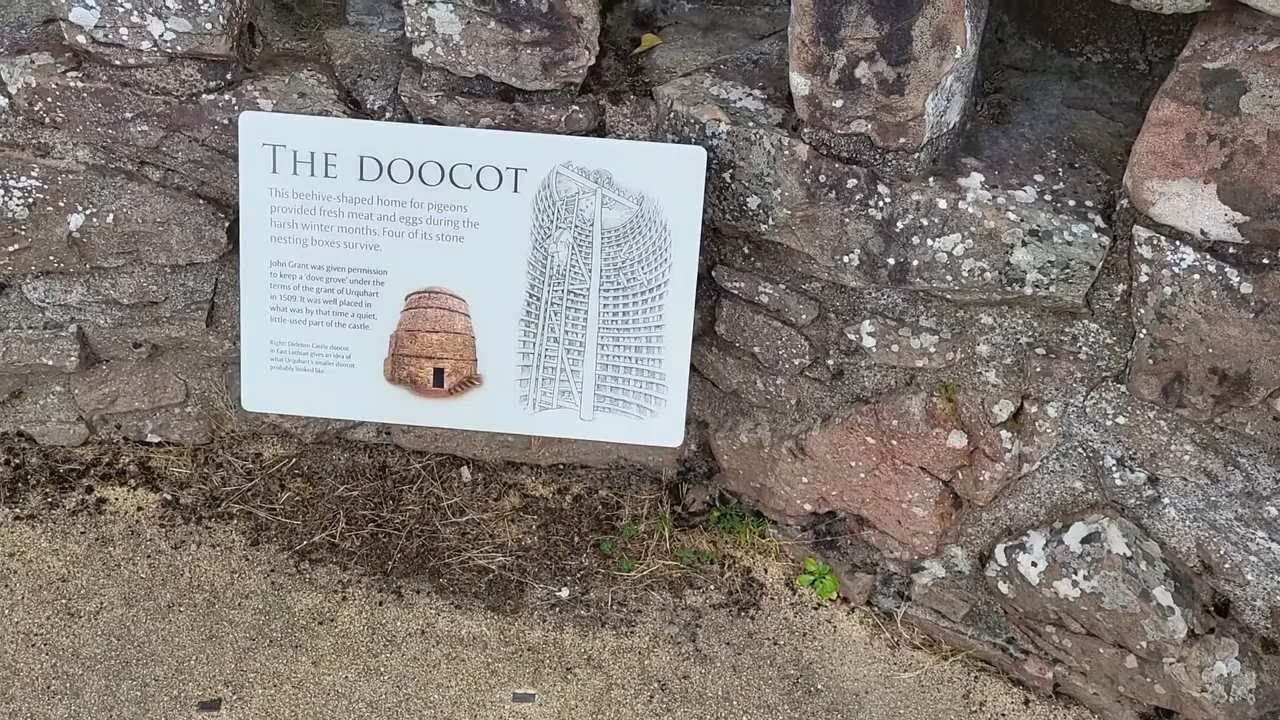 THE DOOCOT
This beehive-shaped home for pigeons
provided fresh meat and eggs during the
harsh winter months. Four of its stone
nesting boxes survive.
John Grant was given permission
to keep a 'dove grove' under the
terms of the grant of Urquhart
in 1509. It was well placed in
what was by that time a quiet,
little-used part of the castle.
Right: Dirleton Castle doocot
in East Lothian gives an idea of
what Urquhart's smaller doocot
probably looked like.